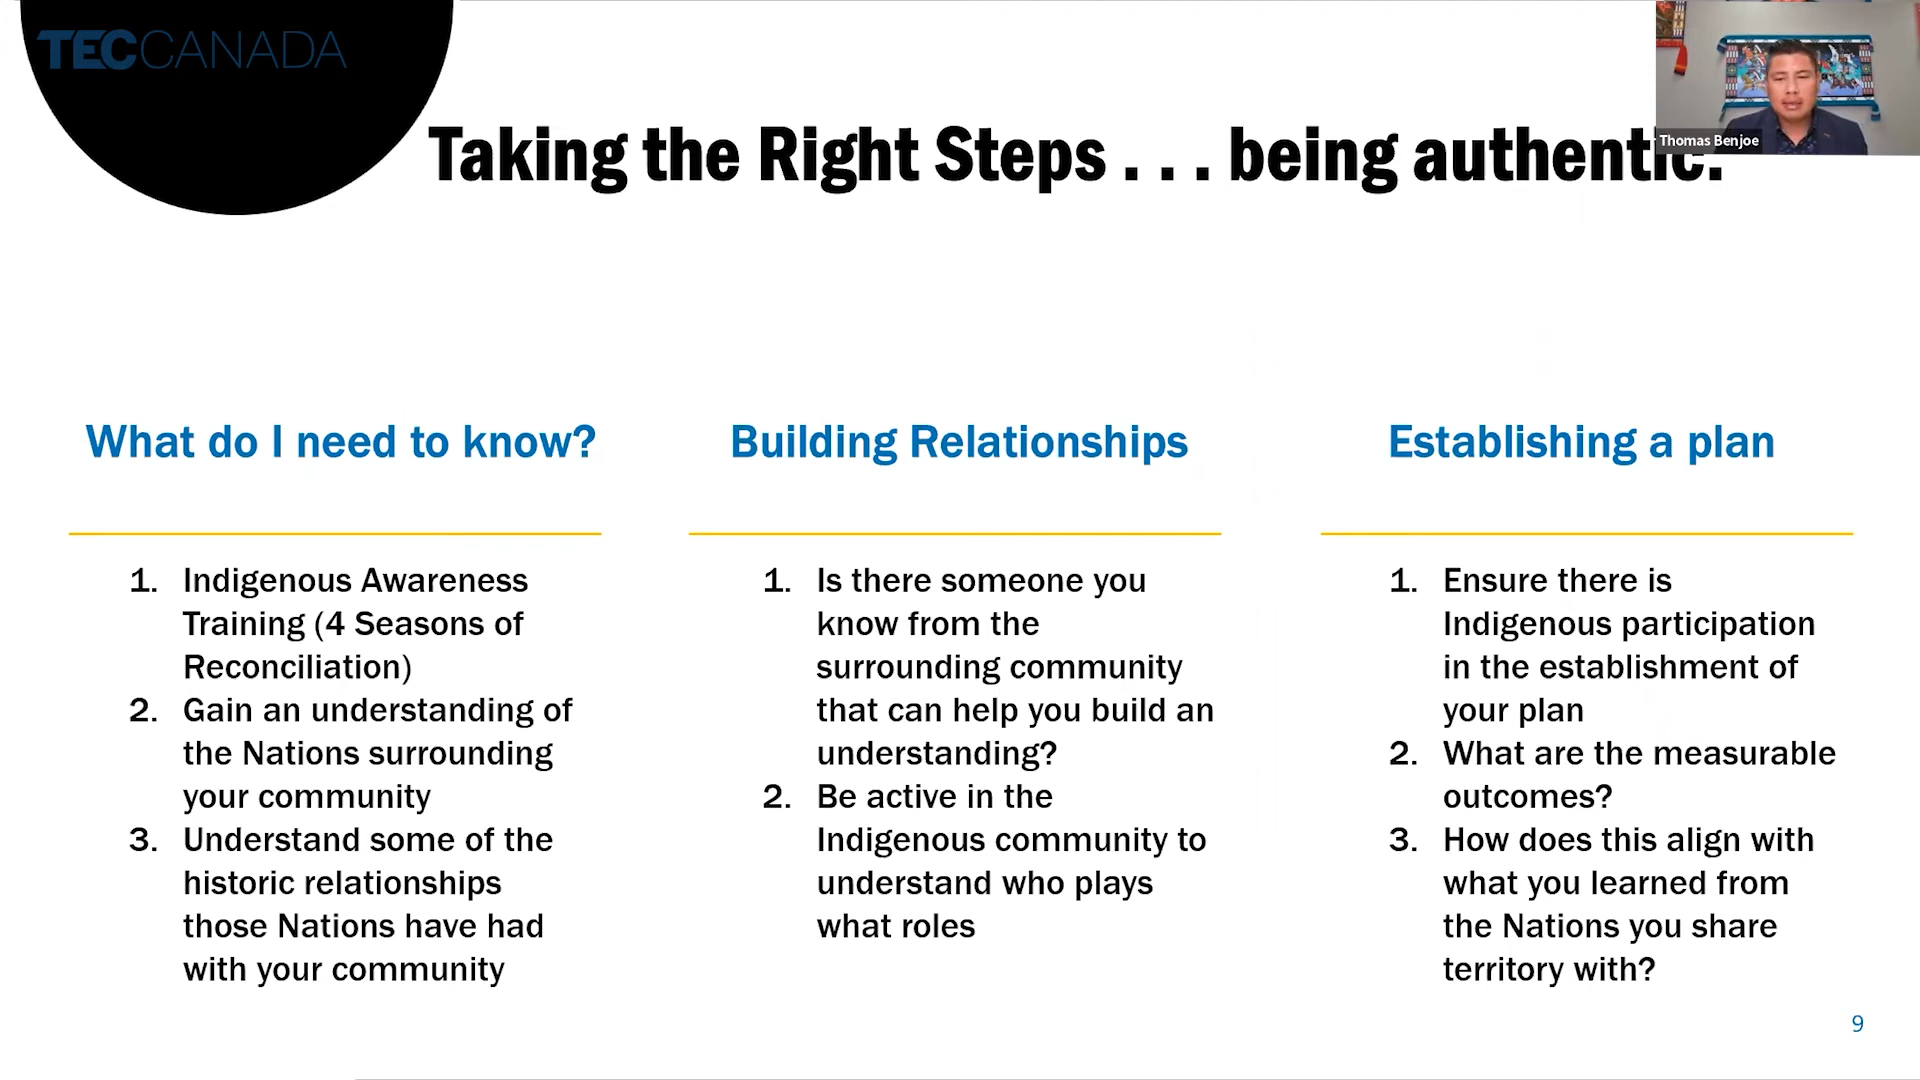 TECCANADA
Taking the Right Steps . . . being authentic.
Thomas Benjoe
What do I need to know?
1. Indigenous Awareness
Training (4 Seasons of
Reconciliation)
2. Gain an understanding of
the Nations surrounding
your community
3. Understand some of the
historic relationships
those Nations have had
with your community
Building Relationships
1. Is there someone you
know from the
surrounding community
that can help you build an
understanding?
2. Be active in the
Indigenous community to
understand who plays
what roles
Establishing a plan
1. Ensure there is
Indigenous participation
in the establishment of
your plan
2. What are the measurable
outcomes?
3. How does this align with
what you learned from
the Nations you share
territory with?
9